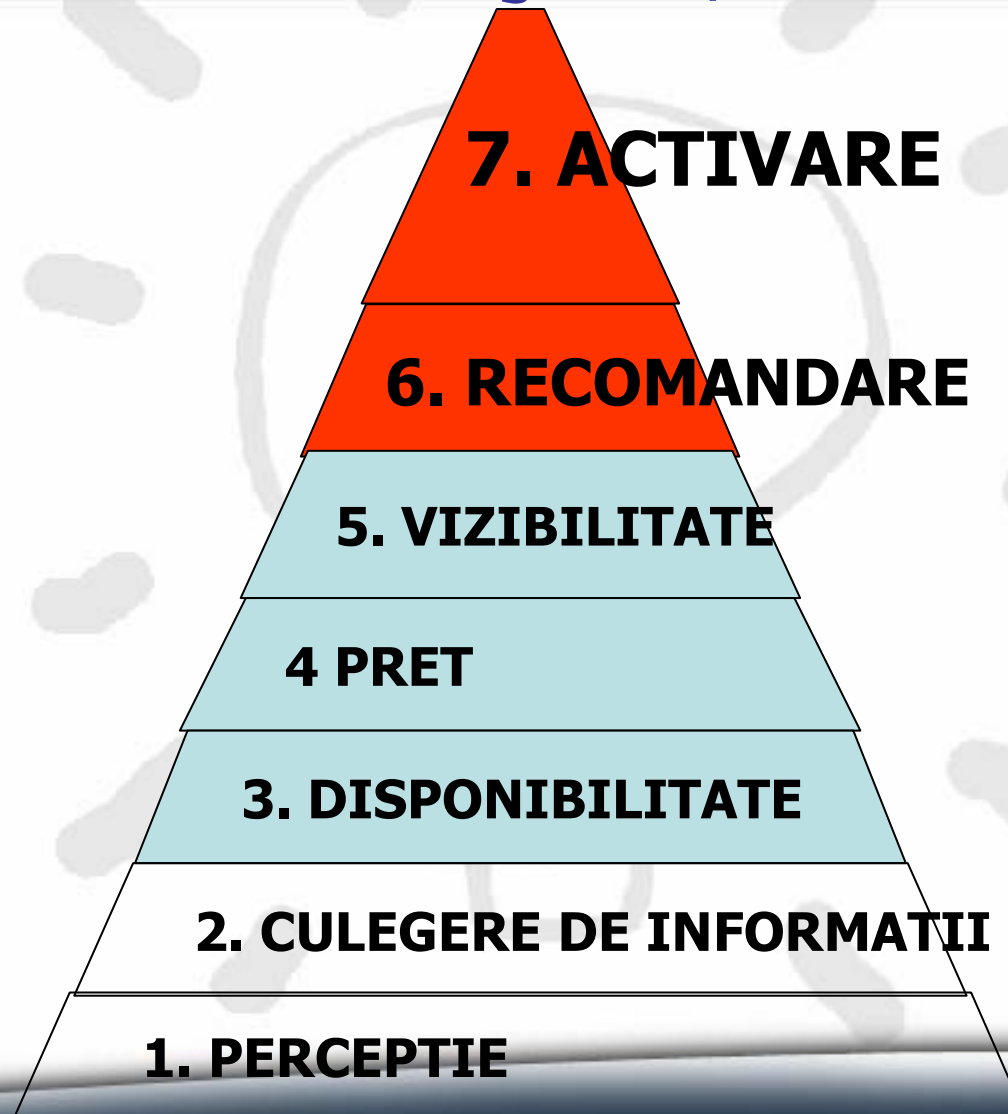 7. ACTIVARE
6. RECOMANDARE
5. VIZIBILITATE
4 PRET
3. DISPONIBILITATE
2. CULEGERE DE INFORMATII
1. PERCEPTIE